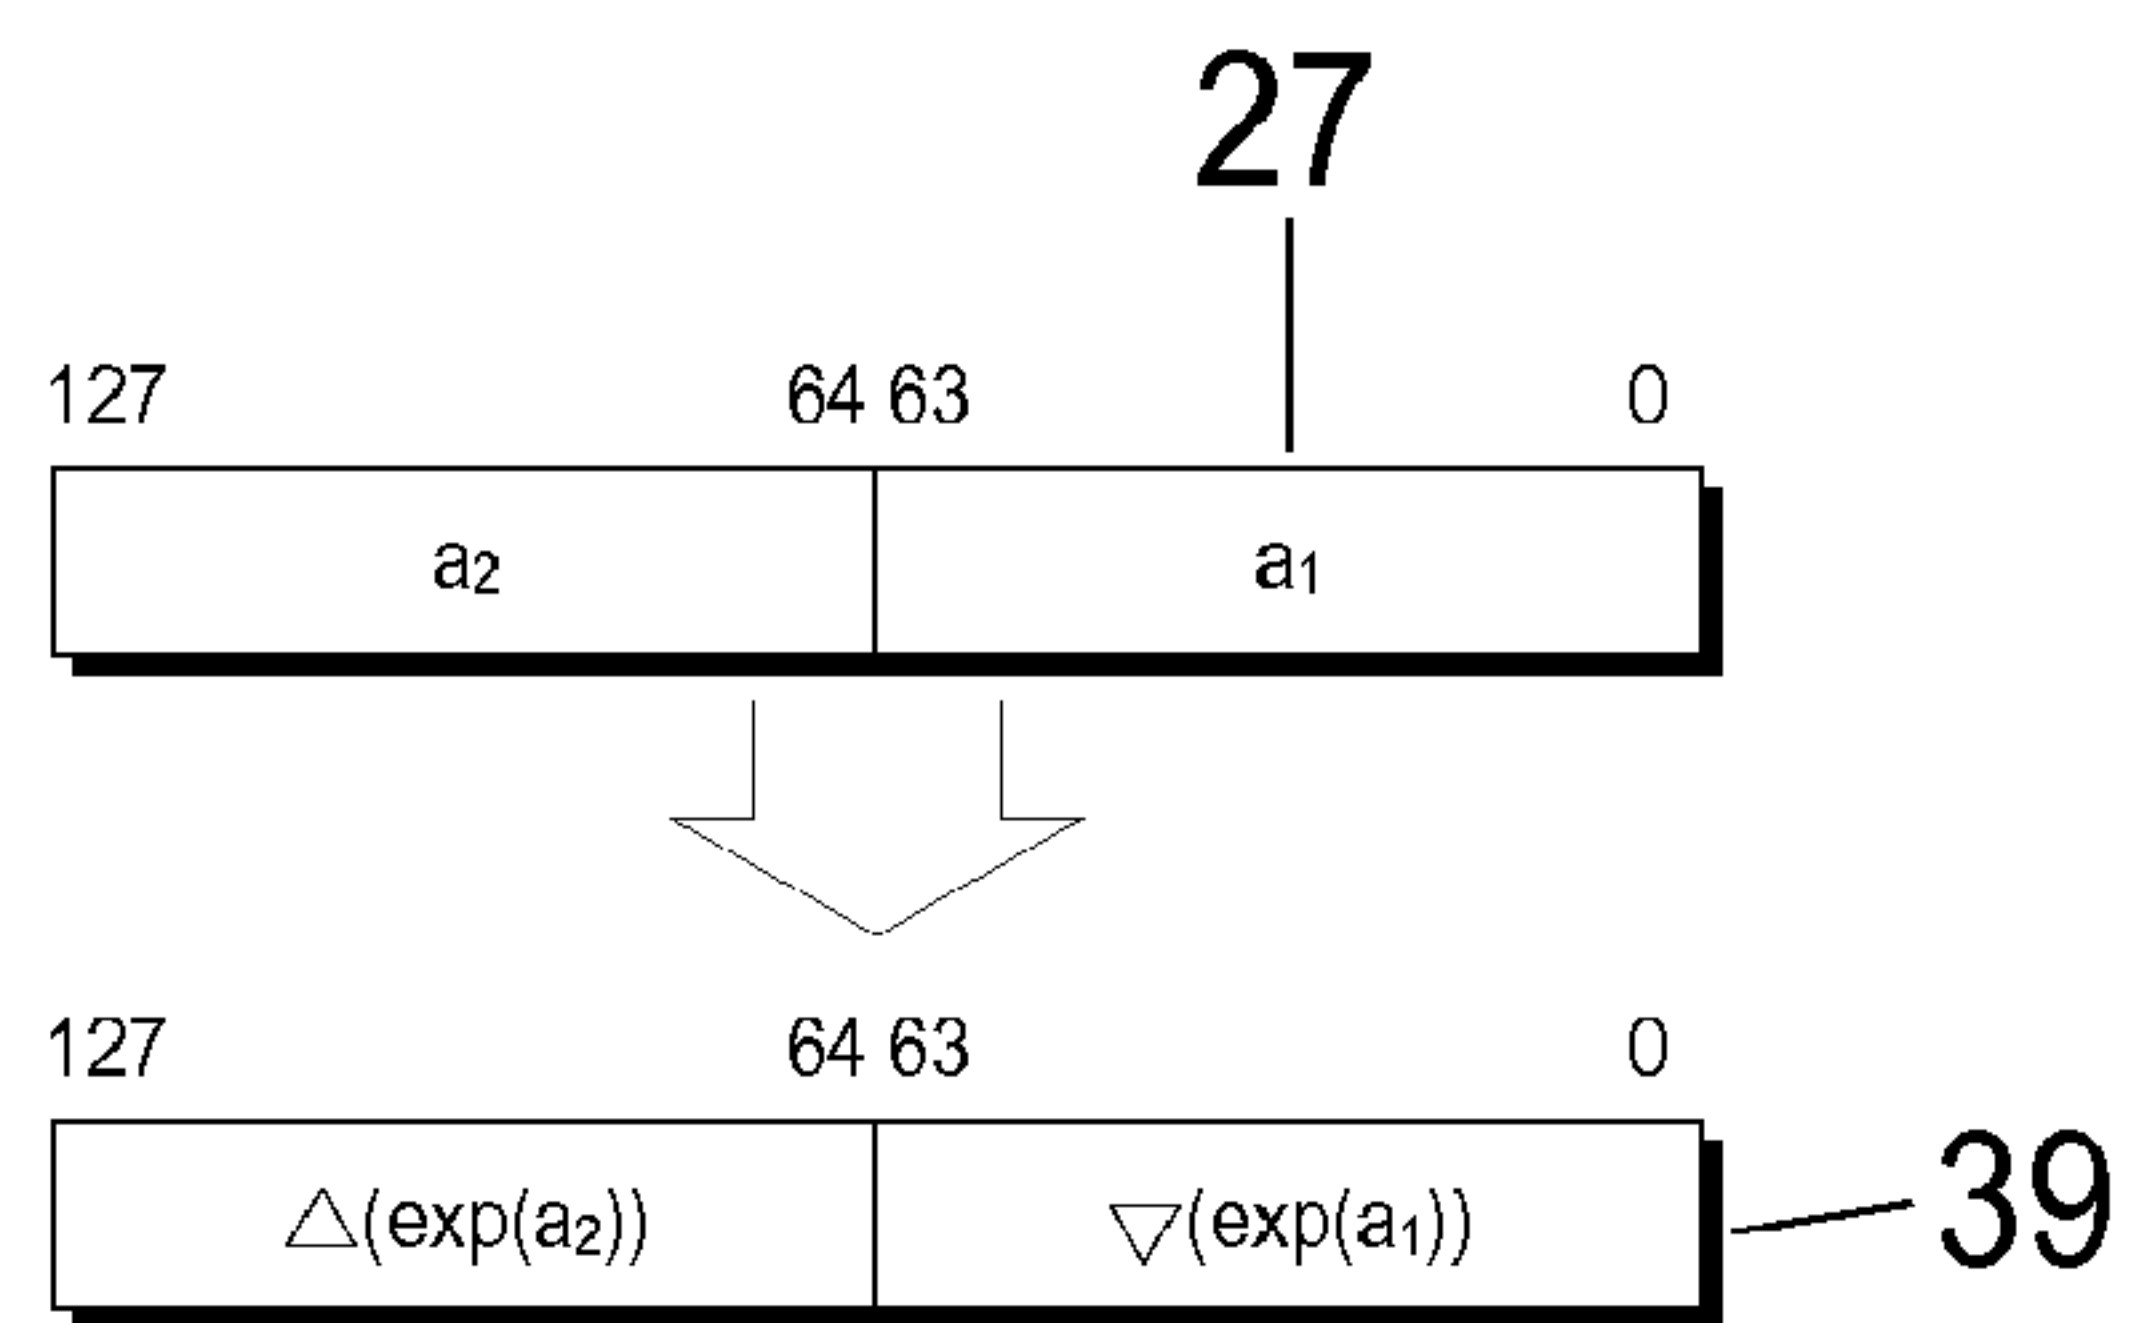 27
127 64 63 0
a₂ a₁
127 64 63 0
△(exp(a₂)) ▽(exp(a₁)) 39